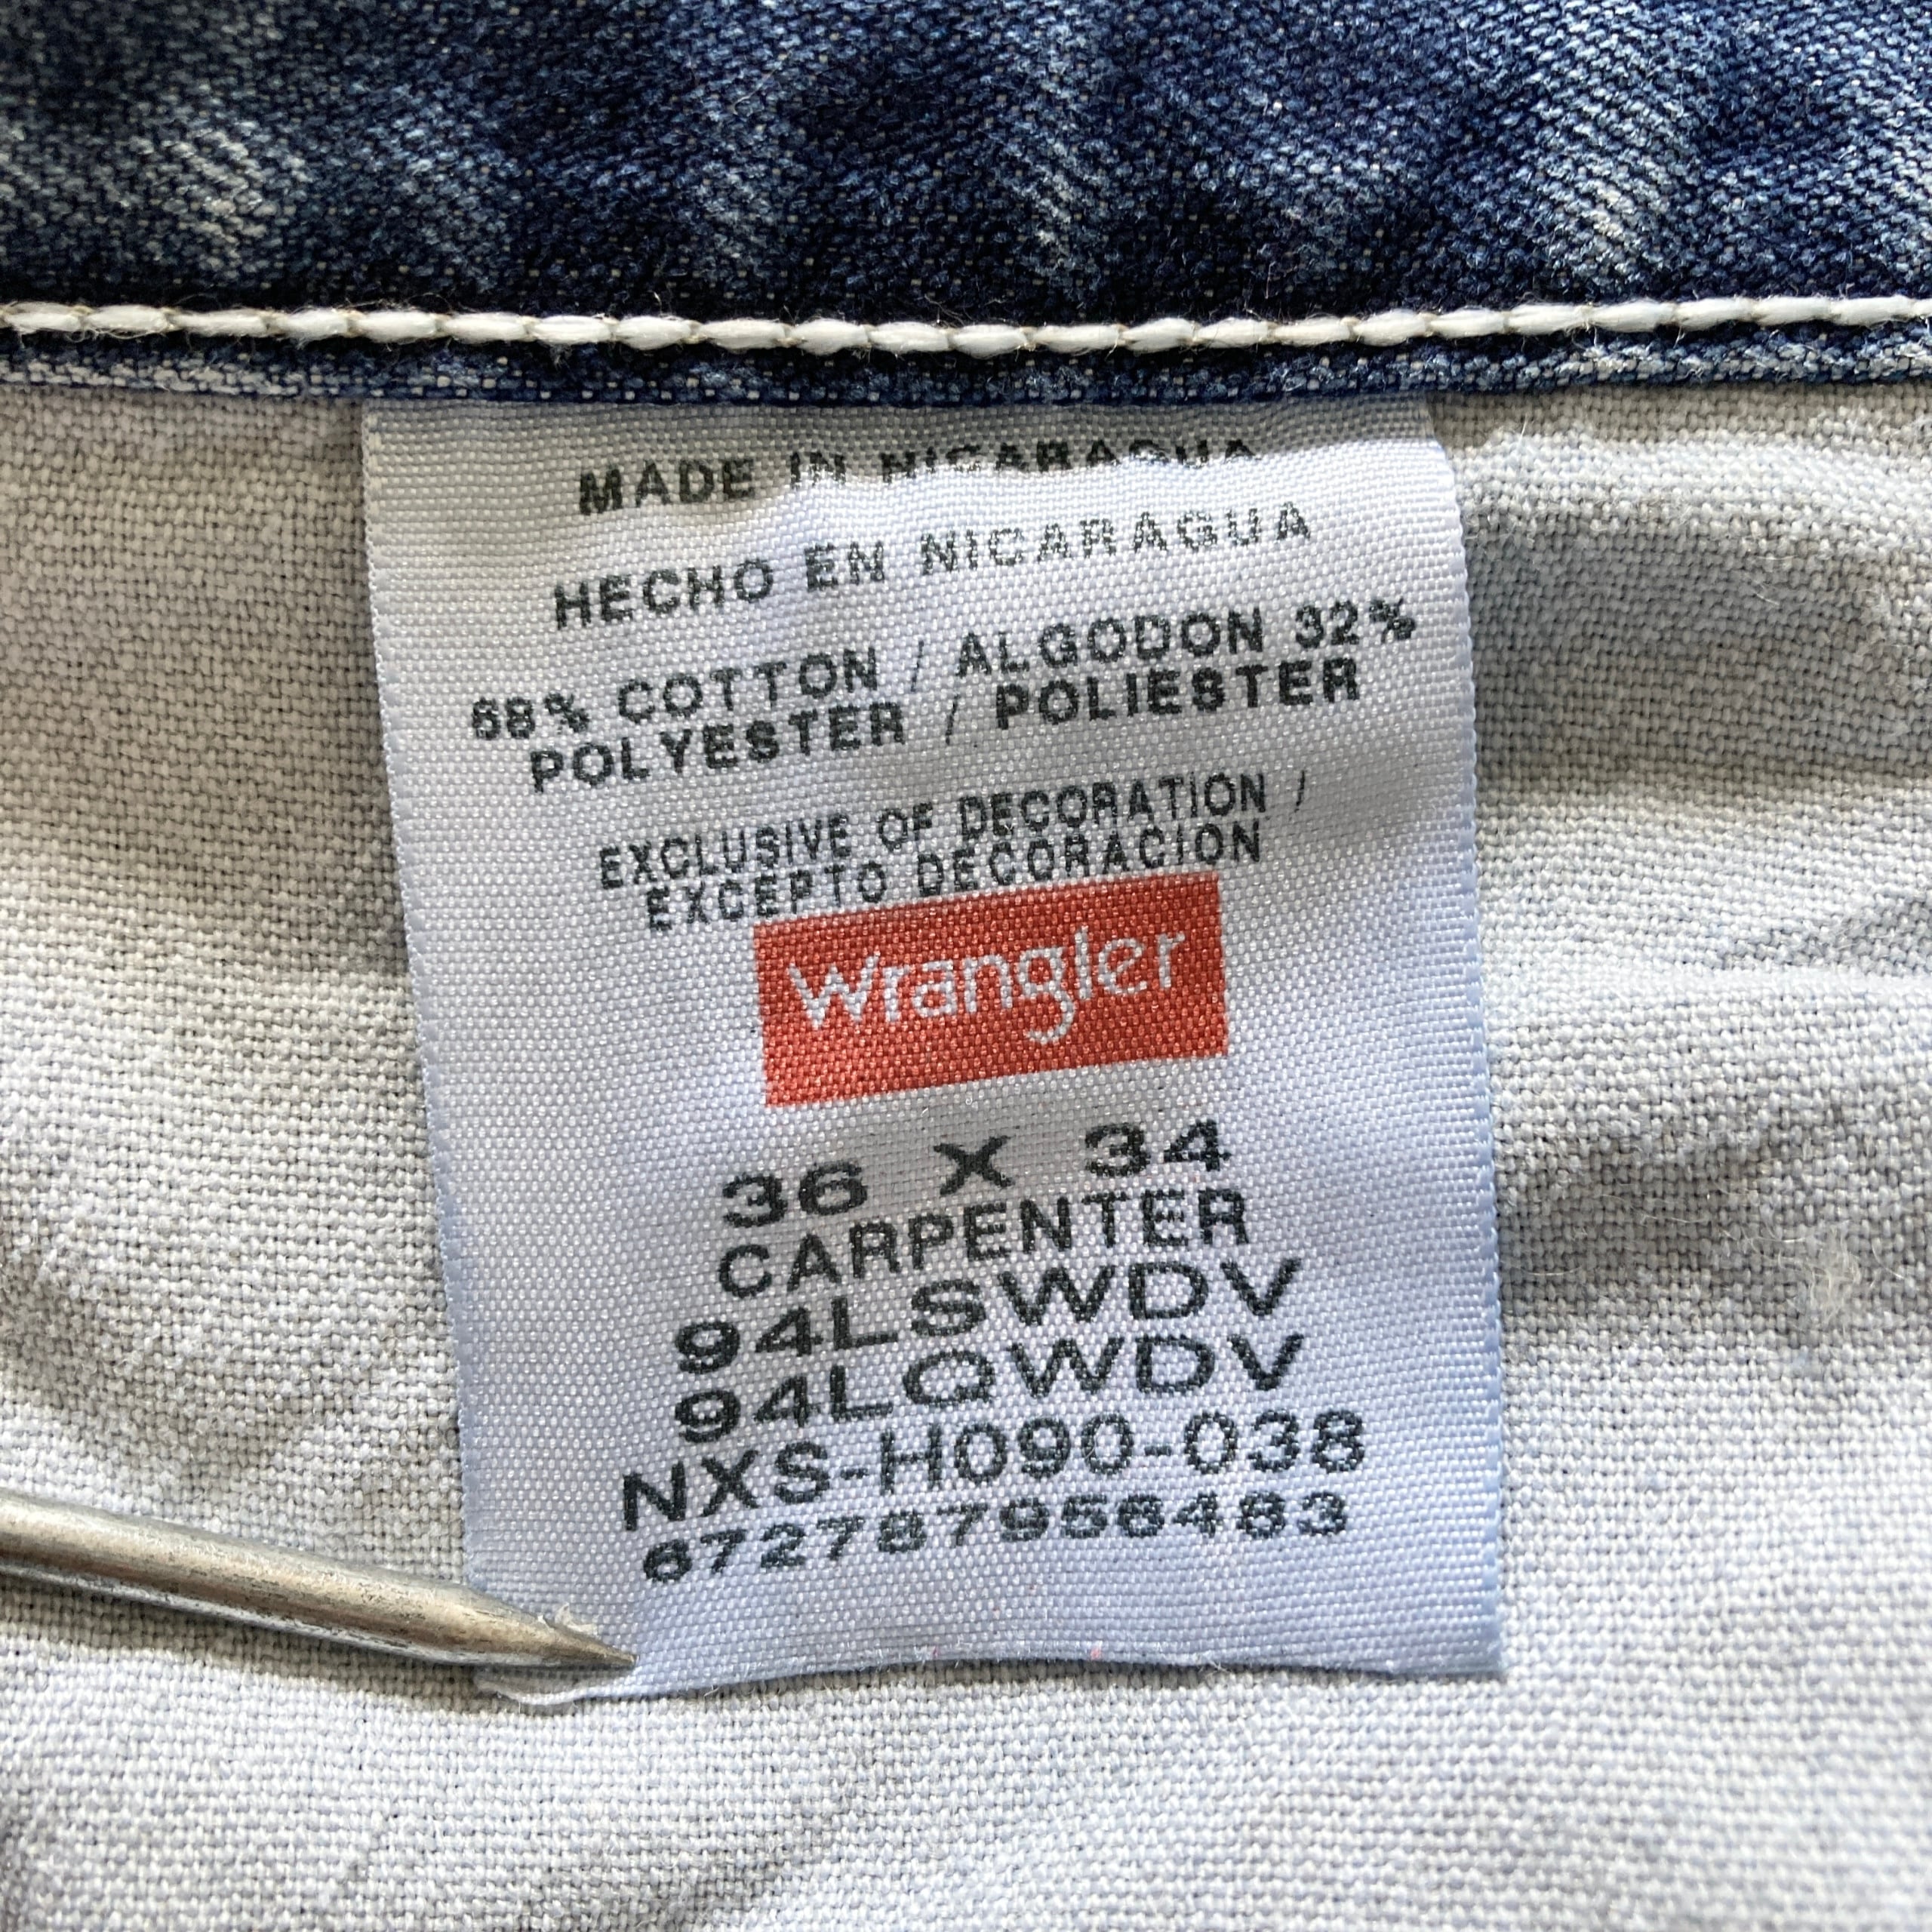 MADE IN NICARAGUA
HECHO EN NICARAGUA
68% COTTON / ALGODON 32%
POLYESTER / POLIESTER
EXCLUSIVE OF DECORATION /
EXCEPTO DECORACION
Wrangler
36 X 34
CARPENTER
94LSWDV
94LQWDV
NXS-H090-038
672787958483